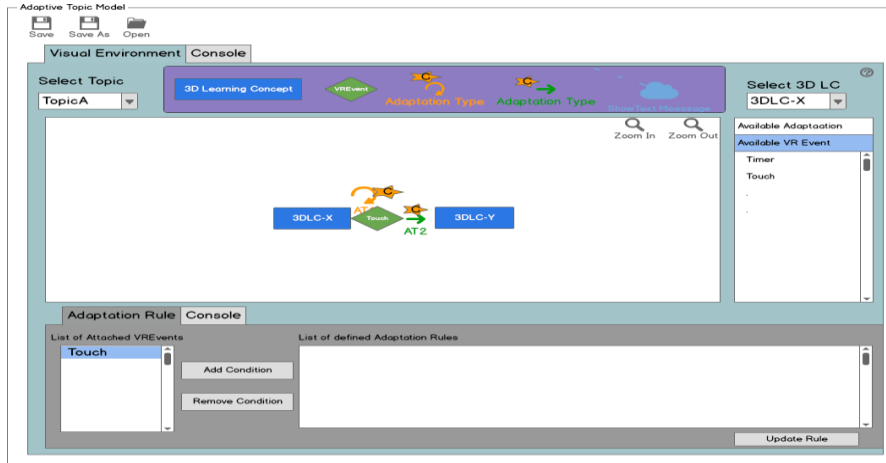 Adaptive Topic Model
Save Save As Open
Visual Environment Console
Select Topic
TopicA
3D Learning Concept
VREvent
C
Adaptation Type
C
Adaptation Type
ShowText Messsage
Select 3D LC
3DLC-X
Zoom In Zoom Out
Available Adaptaation
Available VR Event
Timer
Touch
.
.
C
3DLC-X
AT
Touch
C
AT2
3DLC-Y
Adaptation Rule Console
List of Attached VREvents
Touch
Add Condition
Remove Condition
List of defined Adaptation Rules
Update Rule